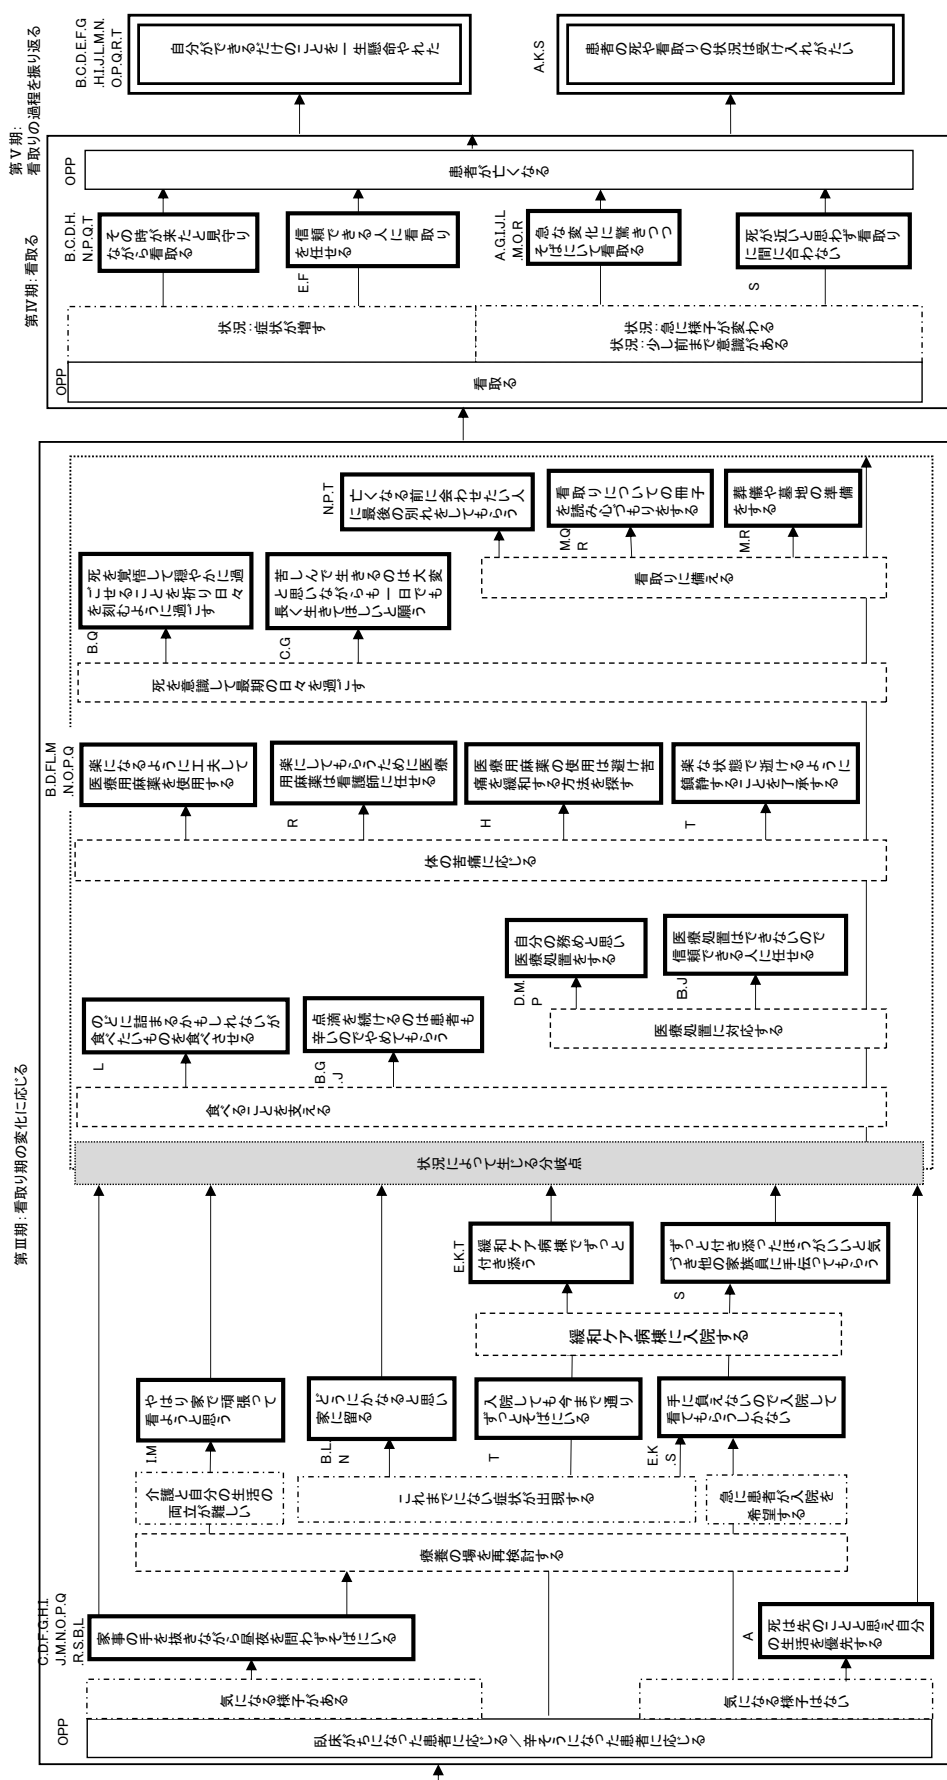 第Ⅲ期：看取り期の変化に応じる
OPP
臥床がちになった患者に応じる／辛そうになった患者に応じる
気になる様子がある
気になる様子はない
C.D.F.G.H.I.
J.M.N.O.P.Q
.R.S.B.L
家事の手を抜きながら昼夜を問わずそばにいる
A
死は先のことと思え自分
の生活を優先する
療養の場を再検討する
介護と自分の生活の
両立が難しい
これまでにない症状が出現する
急に患者が入院を
希望する
I.M
やはり家で頑張って
看ようと思う
B.L.
N
どうにかなると思い
家に留る
T
入院しても今まで通り
ずっとそばにいる
E.K
.S
手に負えないので入院して
看てもらうしかない
緩和ケア病棟に入院する
E.K.T
緩和ケア病棟でずっと
付き添う
S
ずっと付き添ったほうがいいと気
づき他の家族員に手伝ってもらう
状況によって生じる分岐点
食べることを支える
L
のどに詰まるかもしれないが
食べたいものを食べさせる
B.G
.J
点滴を続けるのは患者も
辛いのでやめてもらう
医療処置に対応する
D.M.
P
自分の務めと思い
医療処置をする
B.J
医療処置はできないので
信頼できる人に任せる
体の苦痛に応じる
B.D.FI.M
.N.O.P.Q
楽になるように工夫して
医療用麻薬を使用する
R
楽にしてもらうために医療
用麻薬は看護師に任せる
H
医療用麻薬の使用は避け苦
痛を緩和する方法を探す
T
楽な状態で逝けるように
鎮静することを了承する
死を意識して最期の日々を過ごす
B.Q
死を覚悟して穏やかに過
ごせることを祈り日々
を刻むように過ごす
C.G
苦しんで生きるのは大変
と思いながらも一日でも
長く生きてほしいと願う
看取りに備える
N.P.T
亡くなる前に会わせたい人
に最後の別れをしてもらう
M.Q
R
看取りについての冊子
を読み心づもりをする
M.R
葬儀や墓地の準備
をする
第Ⅳ期：看取る
OPP
看取る
状況：症状が増す
状況：急に様子が変わる
状況：少し前まで意識がある
B.C.D.H.
N.P.Q.T
その時が来たと見守り
ながら看取る
E.F
信頼できる人に看取り
を任せる
A.G.I.J.L
.M.O.R
急な変化に驚きつつ
そばにいて看取る
S
死が近いと思わず看取り
に間に合わない
OPP
患者が亡くなる
第Ⅴ期：
看取りの過程を振り返る
B.C.D.E.F.G
.H.I.J.L.M.N.
O.P.Q.R.T
自分ができるだけのことを一生懸命やれた
A.K.S
患者の死や看取りの状況は受け入れがたい